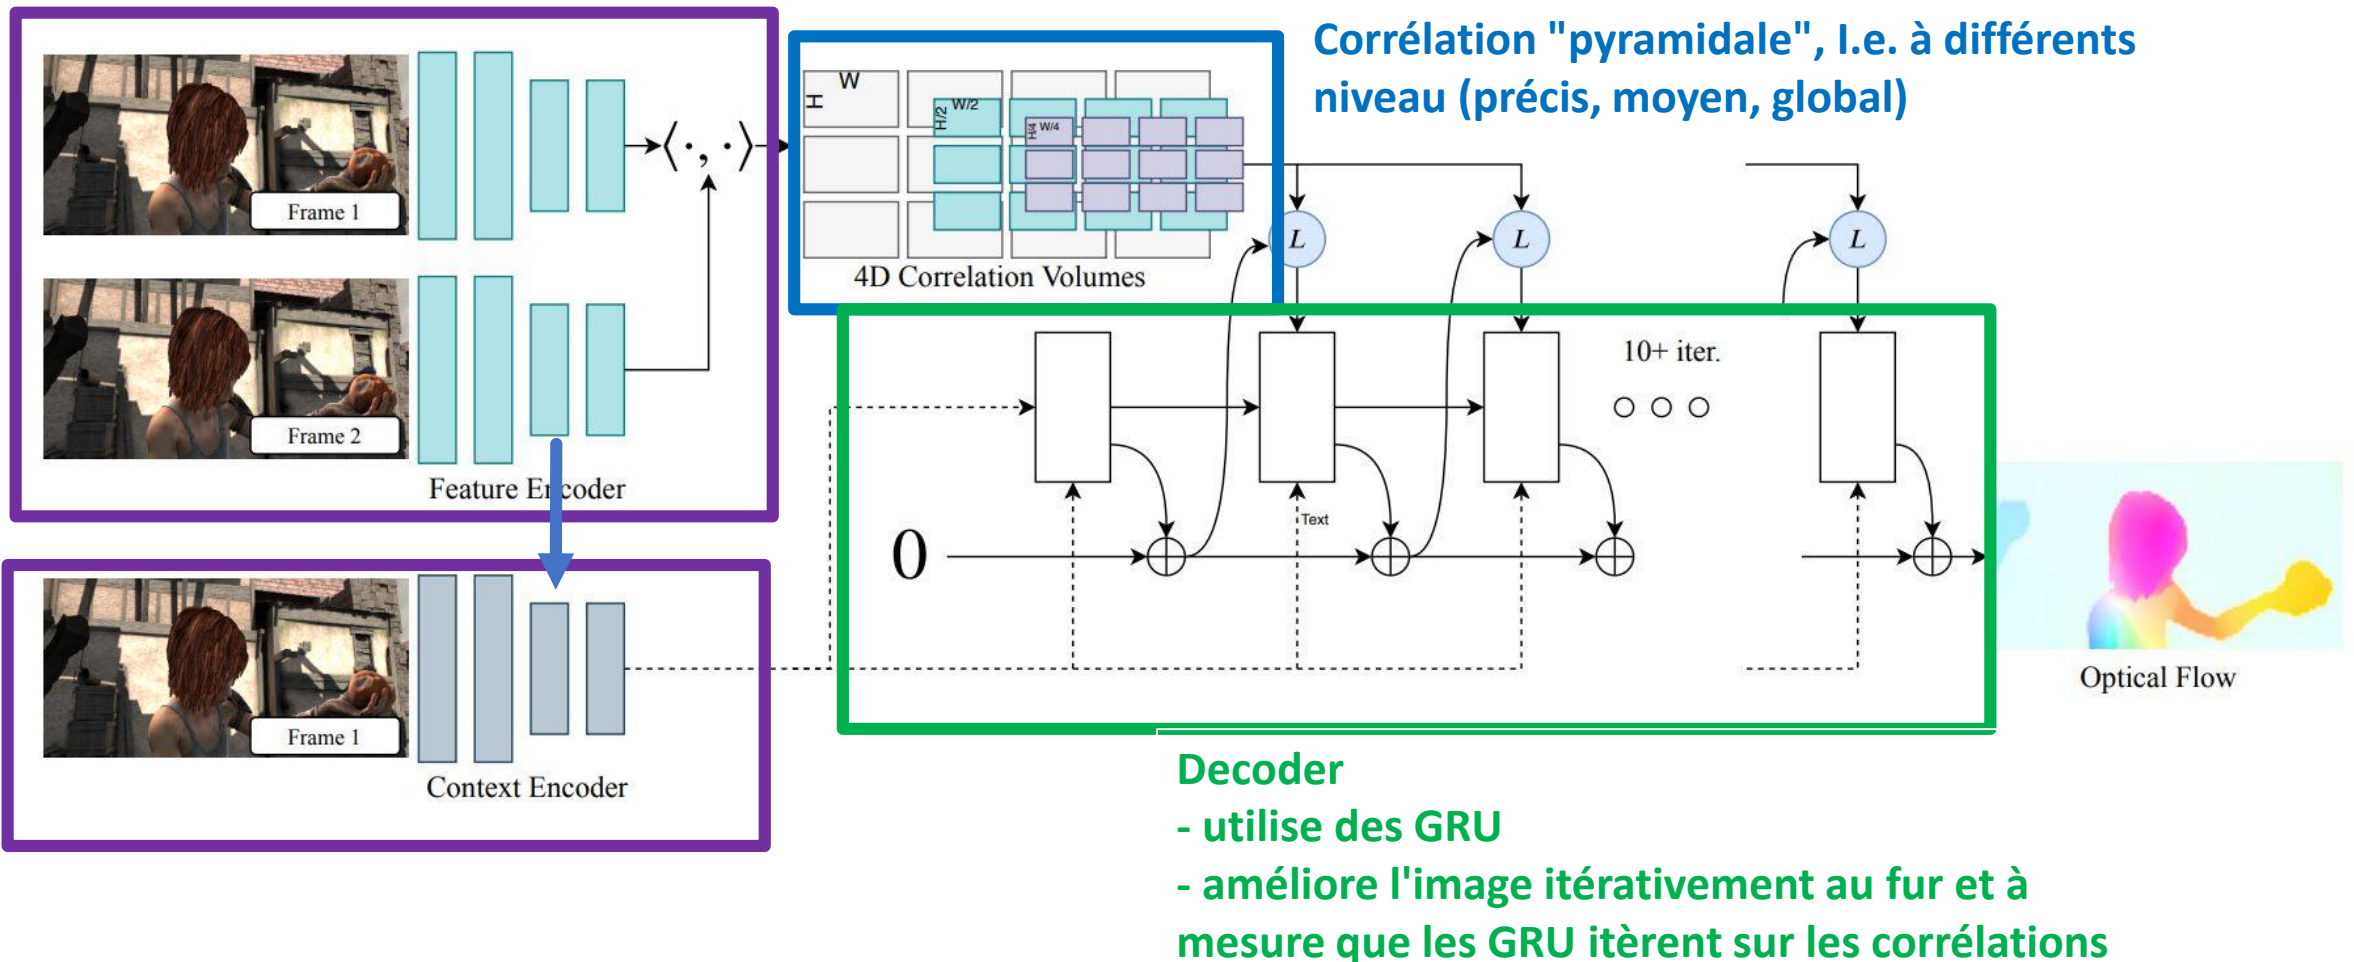 Corrélation "pyramidale", I.e. à différents
niveau (précis, moyen, global)
Frame 1
⟨·, ·⟩
Frame 2
Feature Encoder
H
W
H/2
W/2
H/4
W/4
4D Correlation Volumes
L
L
L
10+ iter.
Text
0
Frame 1
Context Encoder
Optical Flow
Decoder
- utilise des GRU
- améliore l'image itérativement au fur et à
mesure que les GRU itèrent sur les corrélations